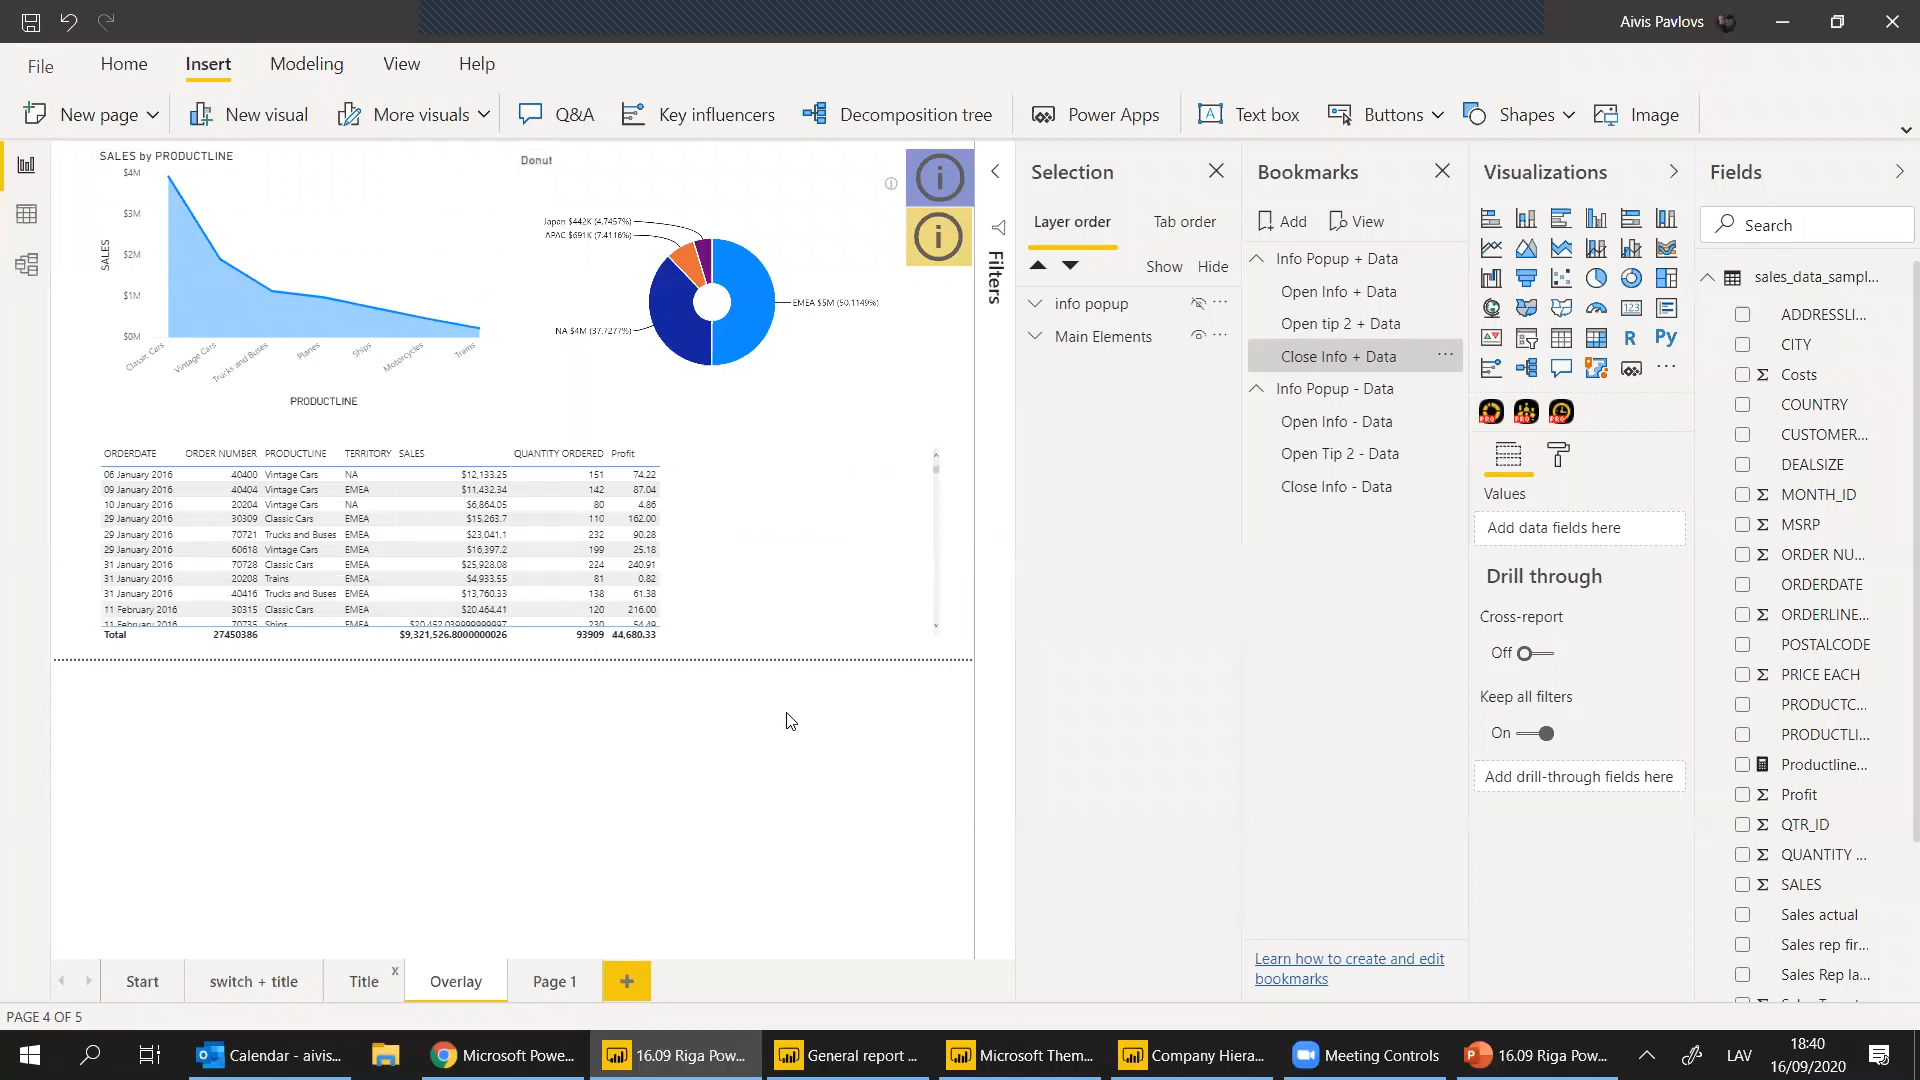 Aivis Pavlovs
File
Home
Insert
Modeling
View
Help
New page
New visual
More visuals
Q&A
Key influencers
Decomposition tree
Power Apps
Text box
Buttons
Shapes
Image
SALES by PRODUCTLINE
SALES
$4M
$3M
$2M
$1M
$0M
Classic Cars
Vintage Cars
Trucks and Buses
Planes
Ships
Motorcycles
Trains
PRODUCTLINE
Donut
Japan $442K (4.7457%)
APAC $691K (7.4116%)
EMEA $5M (50.1149%)
NA $4M (37.7277%)
ORDERDATE ORDER NUMBER PRODUCTLINE TERRITORY SALES QUANTITY ORDERED Profit
06 January 2016 40400 Vintage Cars NA $12,133.25 151 74.22
09 January 2016 40404 Vintage Cars EMEA $11,432.34 142 87.04
10 January 2016 20204 Vintage Cars NA $6,864.05 80 4.86
29 January 2016 30309 Classic Cars EMEA $15,263.7 110 162.00
29 January 2016 70721 Trucks and Buses EMEA $23,041.1 232 90.28
29 January 2016 60618 Vintage Cars EMEA $16,397.2 199 25.18
31 January 2016 70728 Classic Cars EMEA $25,928.08 224 240.91
31 January 2016 20208 Trains EMEA $4,933.55 81 0.82
31 January 2016 40416 Trucks and Buses EMEA $13,760.33 138 61.38
11 February 2016 30315 Classic Cars EMEA $20,464.41 120 216.00
11 February 2016 70735 Ships EMEA 230 54.49
Total 27450386 $9,321,526.8000000026 93909 44,680.33
Filters
Selection
Layer order
Tab order
Show
Hide
info popup
Main Elements
Bookmarks
Add
View
Info Popup + Data
Open Info + Data
Open tip 2 + Data
Close Info + Data
Info Popup - Data
Open Info - Data
Open Tip 2 - Data
Close Info - Data
Learn how to create and edit
bookmarks
Visualizations
R
Py
PRO
PRO
PRO
Values
Add data fields here
Drill through
Cross-report
Off
Keep all filters
On
Add drill-through fields here
Fields
Search
sales_data_sampl...
ADDRESSLI...
CITY
Costs
COUNTRY
CUSTOMER...
DEALSIZE
MONTH_ID
MSRP
ORDER NU...
ORDERDATE
ORDERLINE...
POSTALCODE
PRICE EACH
PRODUCTC...
PRODUCTLI...
Productline...
Profit
QTR_ID
QUANTITY ...
SALES
Sales actual
Sales rep fir...
Sales Rep la...
Start
switch + title
Title
x
Overlay
Page 1
+
PAGE 4 OF 5
Calendar - aivis...
Microsoft Powe...
16.09 Riga Pow...
General report ...
Microsoft Them...
Company Hiera...
Meeting Controls
16.09 Riga Pow...
LAV
18:40
16/09/2020